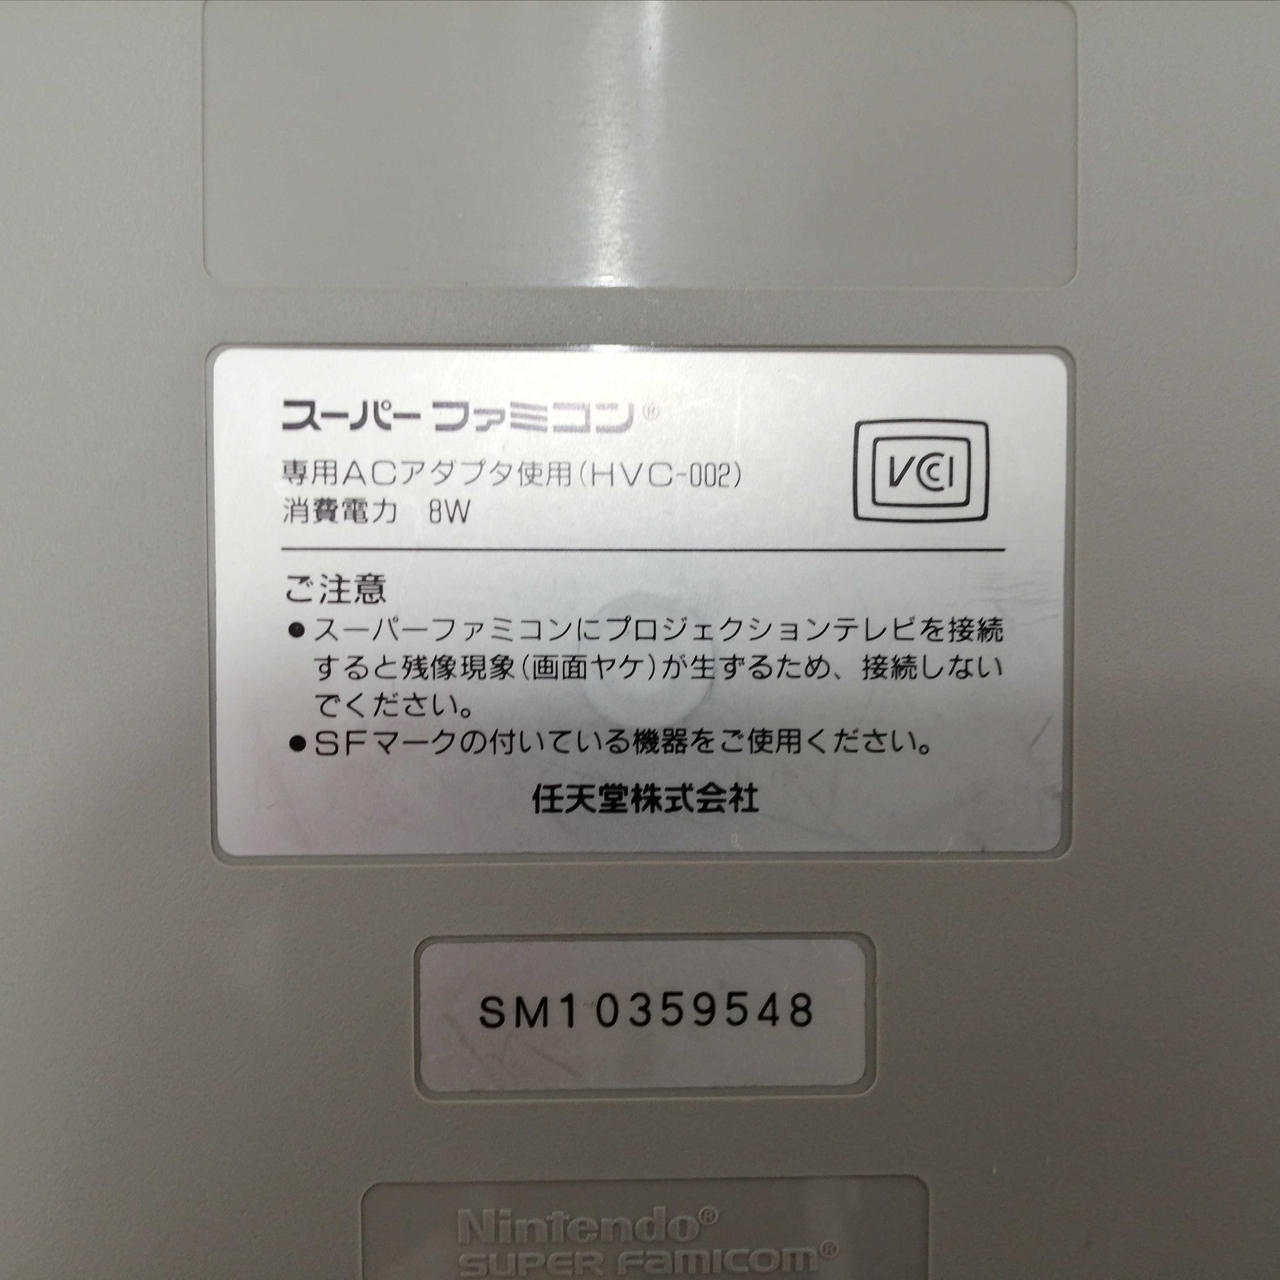 スーパーファミコン®
専用ACアダプタ使用(HVC-002)
消費電力　8W
VCCI
ご注意
●スーパーファミコンにプロジェクションテレビを接続
すると残像現象(画面ヤケ)が生ずるため、接続しない
でください。
●SFマークの付いている機器をご使用ください。
任天堂株式会社
SM10359548
Nintendo®
SUPER FAMICOM®